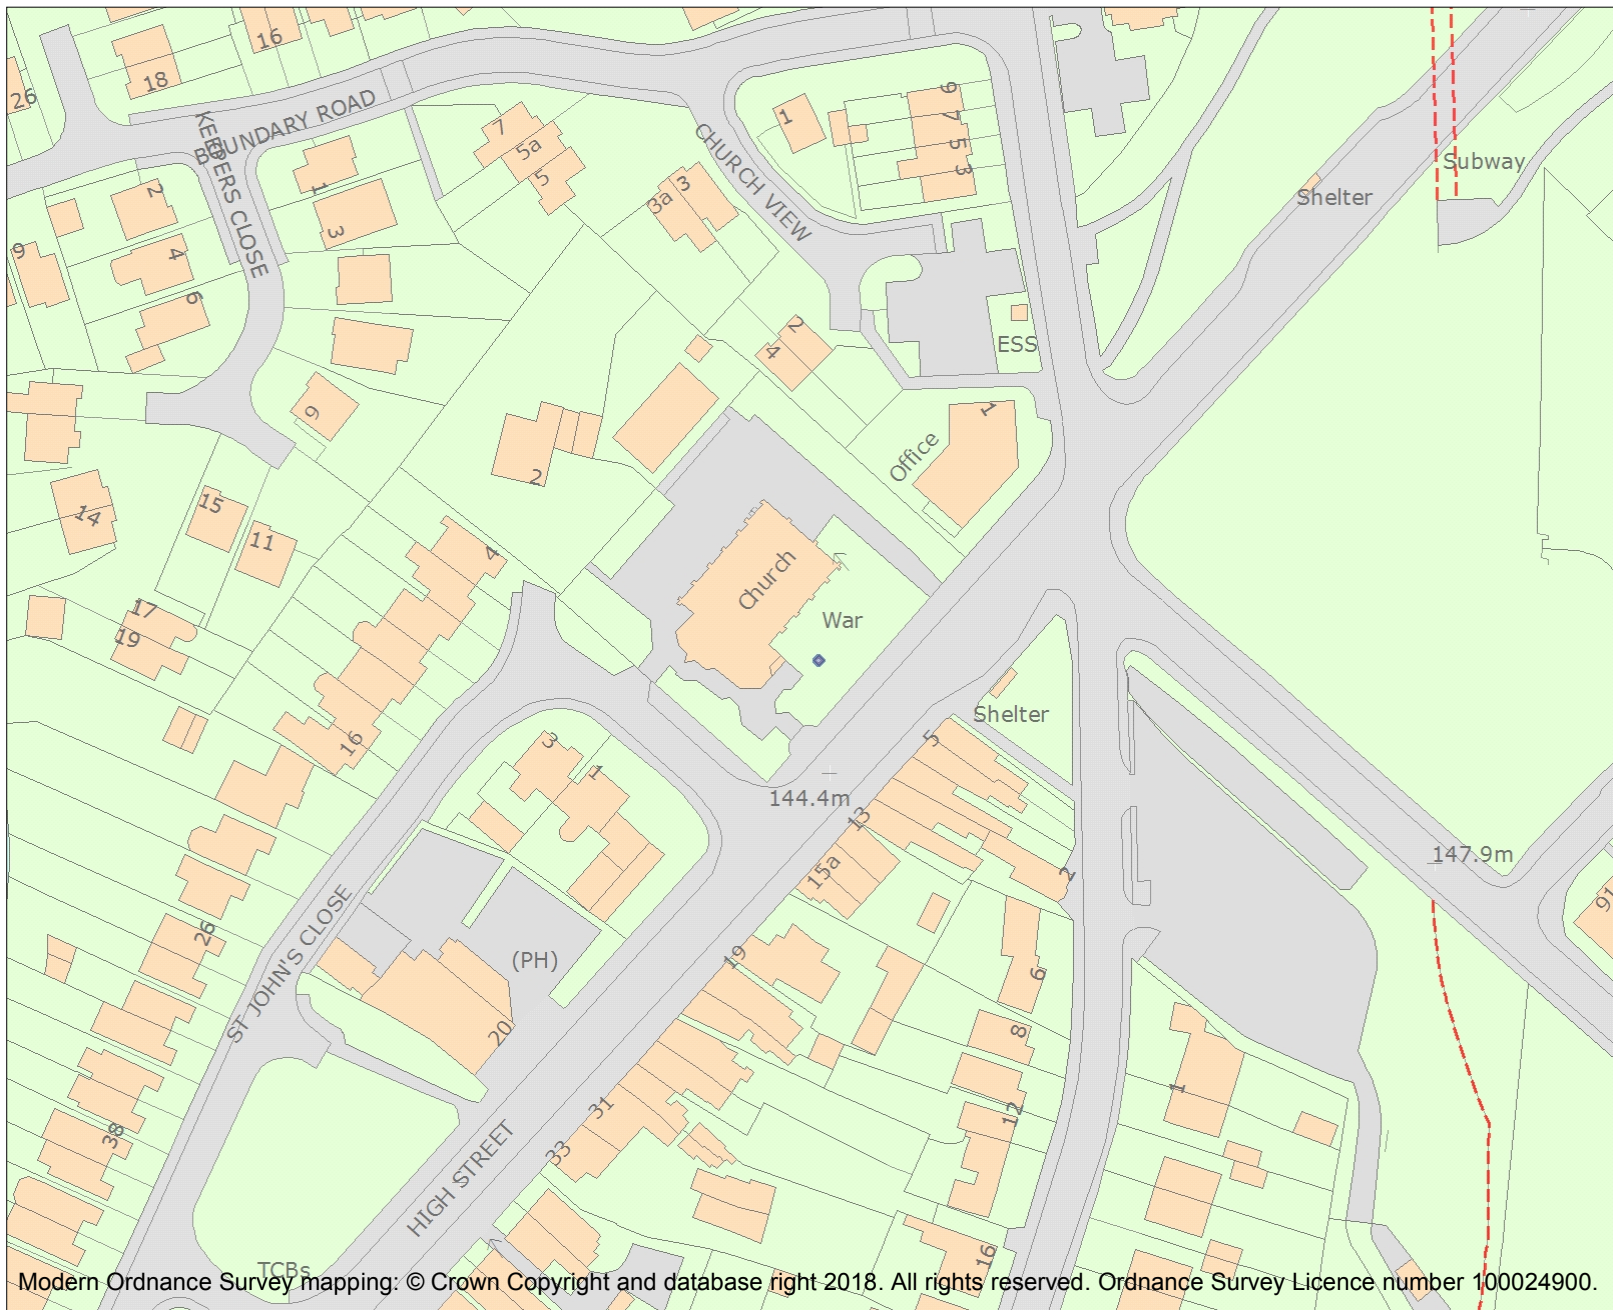 16
18
26
BOUNDARY ROAD
KEEPERS CLOSE
7
5a
5
1
2
3
4
6
9
3
3a
CHURCH VIEW
1
9
7
5
3
Subway
Shelter
ESS
2
4
9
2
1
Office
14
15
11
17
19
4
16
Church
War
Shelter
3
1
5
144.4m
13
15a
2
147.9m
91
26
ST JOHN'S CLOSE
(PH)
20
19
6
8
12
1
31
33
38
HIGH STREET
16
TCBs
Modern Ordnance Survey mapping: © Crown Copyright and database right 2018. All rights reserved. Ordnance Survey Licence number 100024900.